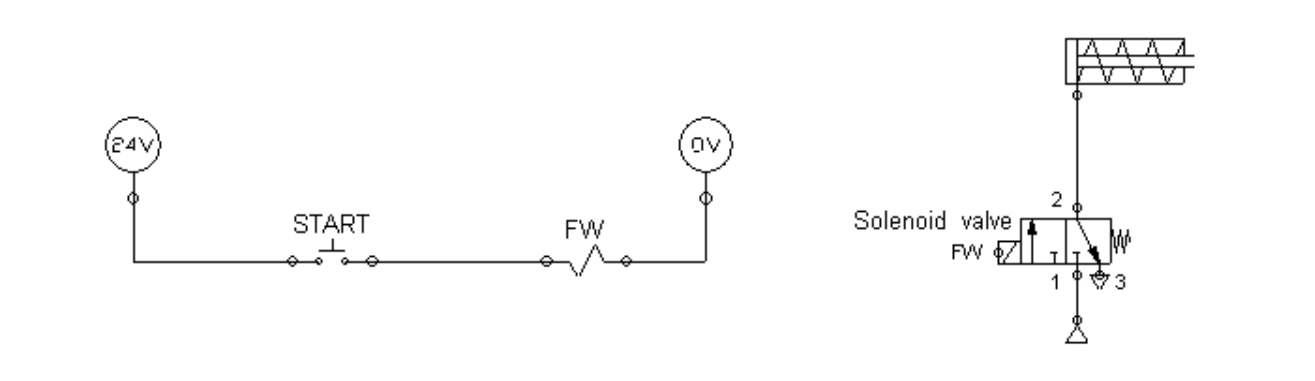 24V
0V
START
FW
2
Solenoid valve
FW
1
3